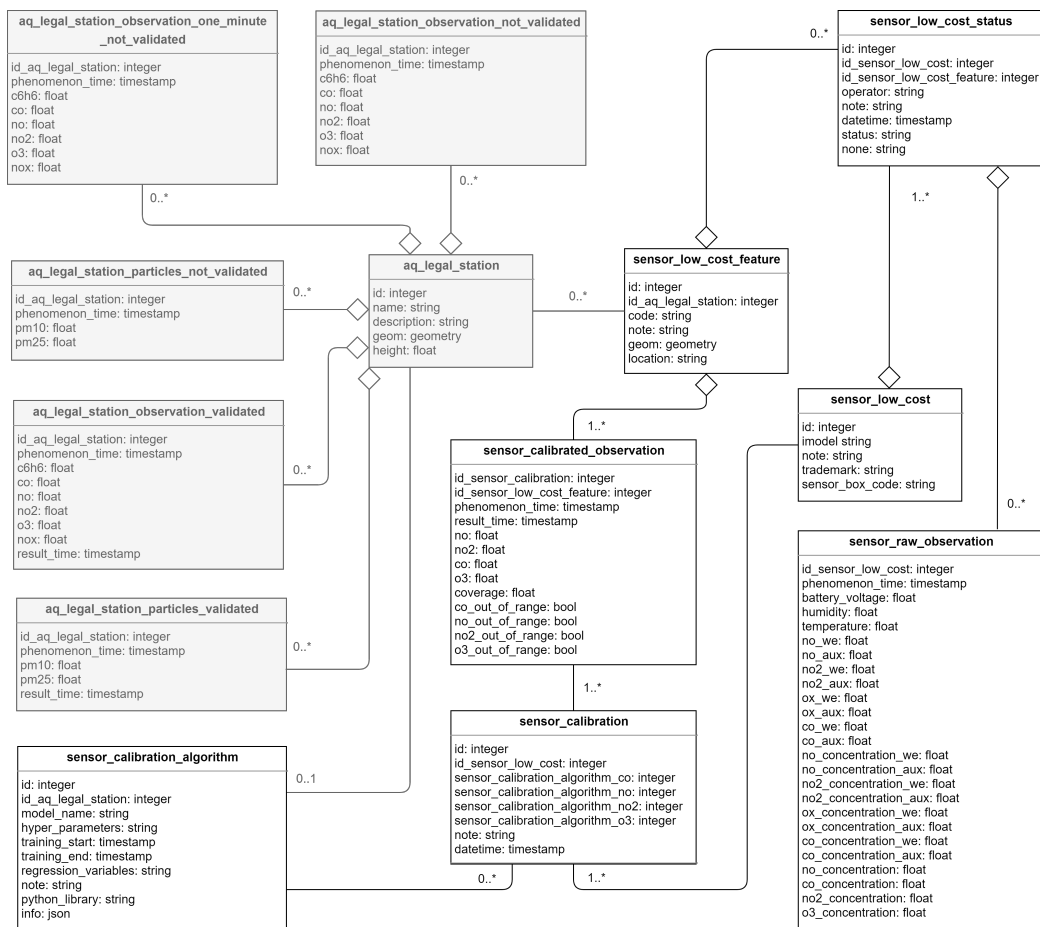 aq_legal_station_observation_one_minute
_not_validated
id_aq_legal_station: integer
phenomenon_time: timestamp
c6h6: float
co: float
no: float
no2: float
o3: float
nox: float
0..*
aq_legal_station_observation_not_validated
id_aq_legal_station: integer
phenomenon_time: timestamp
c6h6: float
co: float
no: float
no2: float
o3: float
nox: float
0..*
sensor_low_cost_status
id: integer
id_sensor_low_cost: integer
id_sensor_low_cost_feature: integer
operator: string
note: string
datetime: timestamp
status: string
none: string
0..*
1..*
aq_legal_station_particles_not_validated
id_aq_legal_station: integer
phenomenon_time: timestamp
pm10: float
pm25: float
0..*
aq_legal_station
id: integer
name: string
description: string
geom: geometry
height: float
0..*
sensor_low_cost_feature
id: integer
id_aq_legal_station: integer
code: string
note: string
geom: geometry
location: string
1..*
sensor_low_cost
id: integer
imodel string
note: string
trademark: string
sensor_box_code: string
0..*
aq_legal_station_observation_validated
id_aq_legal_station: integer
phenomenon_time: timestamp
c6h6: float
co: float
no: float
no2: float
o3: float
nox: float
result_time: timestamp
0..*
sensor_calibrated_observation
id_sensor_calibration: integer
id_sensor_low_cost_feature: integer
phenomenon_time: timestamp
result_time: timestamp
no: float
no2: float
co: float
o3: float
coverage: float
co_out_of_range: bool
no_out_of_range: bool
no2_out_of_range: bool
o3_out_of_range: bool
1..*
sensor_raw_observation
id_sensor_low_cost: integer
phenomenon_time: timestamp
battery_voltage: float
humidity: float
temperature: float
no_we: float
no_aux: float
no2_we: float
no2_aux: float
ox_we: float
ox_aux: float
co_we: float
co_aux: float
no_concentration_we: float
no_concentration_aux: float
no2_concentration_we: float
no2_concentration_aux: float
ox_concentration_we: float
ox_concentration_aux: float
co_concentration_we: float
co_concentration_aux: float
no_concentration: float
co_concentration: float
no2_concentration: float
o3_concentration: float
aq_legal_station_particles_validated
id_aq_legal_station: integer
phenomenon_time: timestamp
pm10: float
pm25: float
result_time: timestamp
0..*
sensor_calibration_algorithm
id: integer
id_aq_legal_station: integer
model_name: string
hyper_parameters: string
training_start: timestamp
training_end: timestamp
regression_variables: string
note: string
python_library: string
info: json
0..1
sensor_calibration
id: integer
id_sensor_low_cost: integer
sensor_calibration_algorithm_co: integer
sensor_calibration_algorithm_no: integer
sensor_calibration_algorithm_no2: integer
sensor_calibration_algorithm_o3: integer
note: string
datetime: timestamp
0..*
1..*